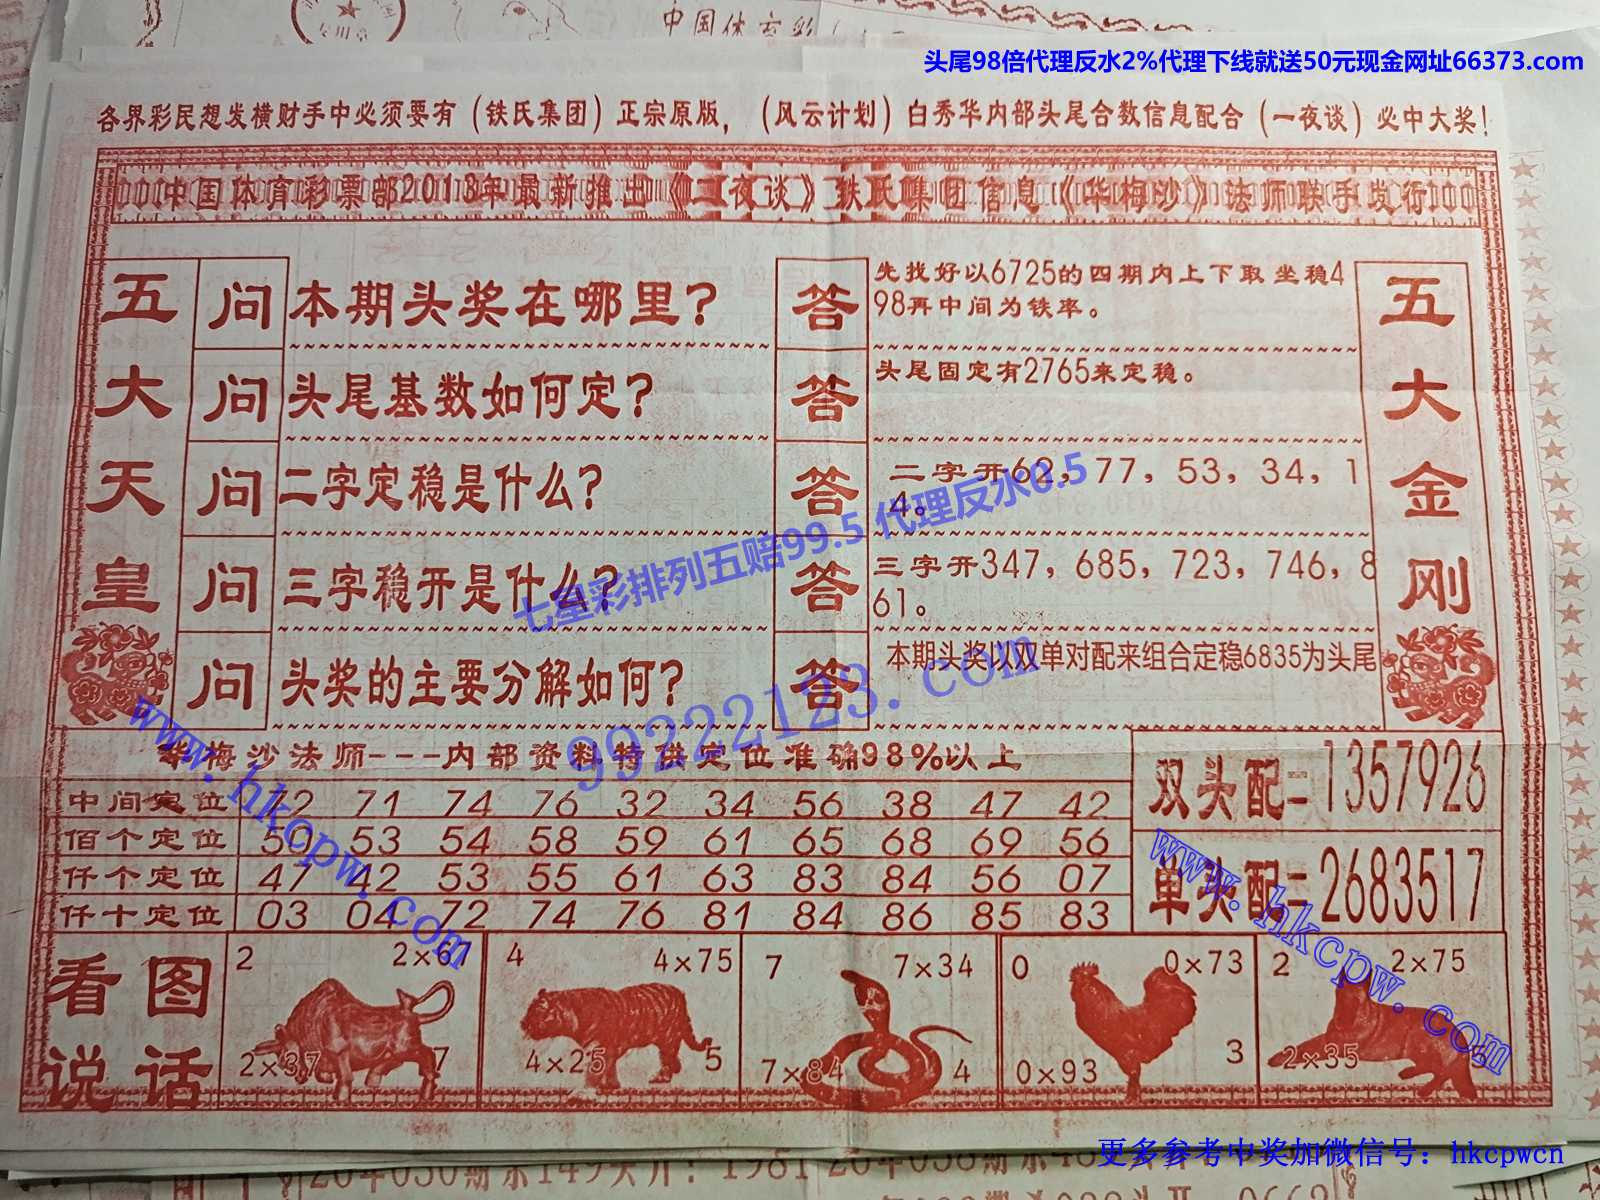 中国体育彩
头尾98倍代理反水2%代理下线就送50元现金网址66373.com
各界彩民想发横财手中必须要有（铁氏集团）正宗原版，（风云计划）白秀华内部头尾合数信息配合（一夜谈）必中大奖！
中国体育彩票部2013年最新推出《一夜谈》铁氏集团信息《华梅沙》法师联手发行
五大天皇
问 本期头奖在哪里？
答 先找好以6725的四期内上下取坐稳4
98再中间为铁率。
问 头尾基数如何定？
答 头尾固定有2765来定稳。
问 二字定稳是什么？
答 二字开62，77，53，34，1
4。
问 三字稳开是什么？
答 三字开347，685，723，746，8
61。
问 头奖的主要分解如何？
答 本期头奖以双单对配来组合定稳6835为头尾
五大金刚
七星彩排列五赔99.5 代理反水0.5
99222123.com
www.hkcpw.com
www.hkcpw.com
华梅沙法师---内部资料特供定位准确98%以上
中间定位 72 71 74 76 32 34 56 38 47 42
佰个定位 50 53 54 58 59 61 65 68 69 56
仟个定位 47 42 53 55 61 63 83 84 56 07
仟十定位 03 04 72 74 76 81 84 86 85 83
双头配=1357926
单头配=2683517
看图
说话
2 2×67
2×37 7
4 4×75
4×25 5
7 7×34
7×84 4
0 0×73
0×93 3
2 2×75
2×35 5
更多参考中奖加微信号：hkcpwcn